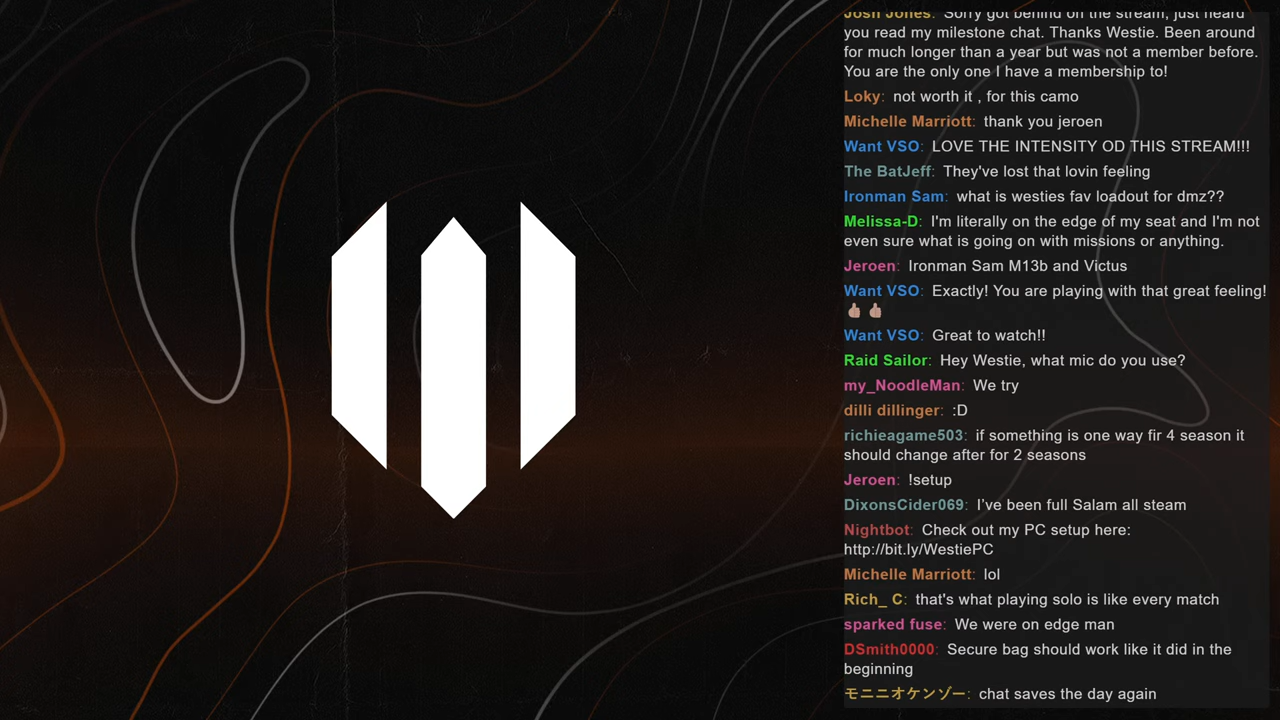 Josh Jones: Sorry got behind on the stream, just heard
you read my milestone chat. Thanks Westie. Been around
for much longer than a year but was not a member before.
You are the only one I have a membership to!
Loky: not worth it , for this camo
Michelle Marriott: thank you jeroen
Want VSO: LOVE THE INTENSITY OD THIS STREAM!!!
The BatJeff: They've lost that lovin feeling
Ironman Sam: what is westies fav loadout for dmz??
Melissa-D: I'm literally on the edge of my seat and I'm not
even sure what is going on with missions or anything.
Jeroen: Ironman Sam M13b and Victus
Want VSO: Exactly! You are playing with that great feeling!
👍🏼 👍🏼
Want VSO: Great to watch!!
Raid Sailor: Hey Westie, what mic do you use?
my_NoodleMan: We try
dilli dillinger: :D
richieagame503: if something is one way fir 4 season it
should change after for 2 seasons
Jeroen: !setup
DixonsCider069: I've been full Salam all steam
Nightbot: Check out my PC setup here:
http://bit.ly/WestiePC
Michelle Marriott: lol
Rich_ C: that's what playing solo is like every match
sparked fuse: We were on edge man
DSmith0000: Secure bag should work like it did in the
beginning
モニニオケンゾー: chat saves the day again